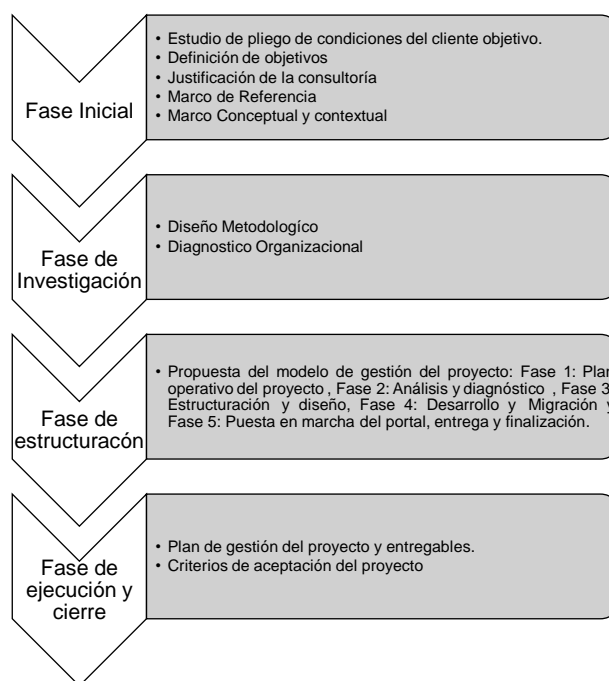 Fase Inicial
• Estudio de pliego de condiciones del cliente objetivo.
• Definición de objetivos
• Justificación de la consultoría
• Marco de Referencia
• Marco Conceptual y contextual
Fase de
Investigación
• Diseño Metodologíco
• Diagnostico Organizacional
Fase de
estructuracón
• Propuesta del modelo de gestión del proyecto: Fase 1: Plan
operativo del proyecto , Fase 2: Análisis y diagnóstico , Fase 3
Estructuración y diseño, Fase 4: Desarrollo y Migración y
Fase 5: Puesta en marcha del portal, entrega y finalización.
Fase de
ejecución y
cierre
• Plan de gestión del proyecto y entregables.
• Criterios de aceptación del proyecto